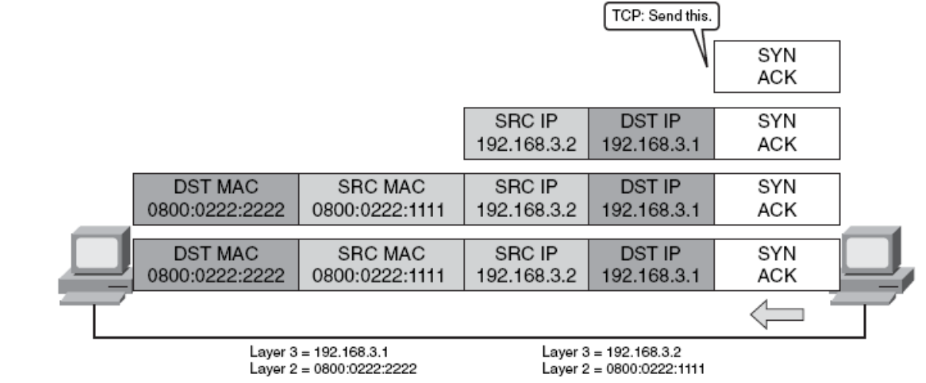 TCP: Send this.
SYN
ACK
SRC IP
192.168.3.2
DST IP
192.168.3.1
SYN
ACK
DST MAC
0800:0222:2222
SRC MAC
0800:0222:1111
SRC IP
192.168.3.2
DST IP
192.168.3.1
SYN
ACK
DST MAC
0800:0222:2222
SRC MAC
0800:0222:1111
SRC IP
192.168.3.2
DST IP
192.168.3.1
SYN
ACK
Layer 3 = 192.168.3.1
Layer 2 = 0800:0222:2222
Layer 3 = 192.168.3.2
Layer 2 = 0800:0222:1111